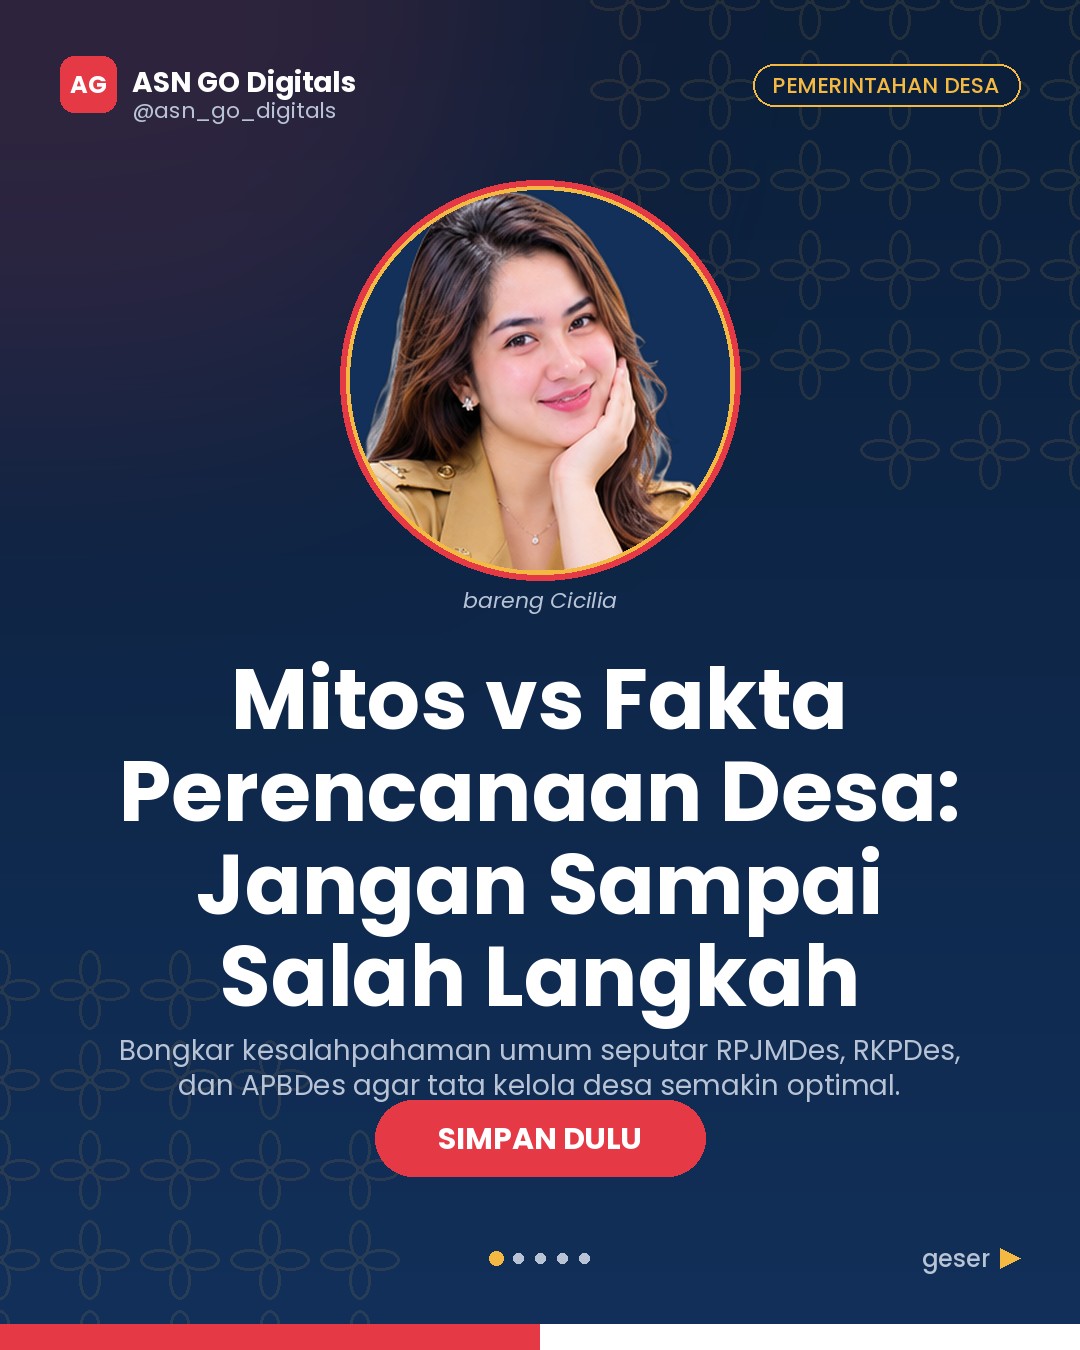 AG
ASN GO Digitals
@asn_go_digitals
PEMERINTAHAN DESA
bareng Cicilia
Mitos vs Fakta
Perencanaan Desa:
Jangan Sampai
Salah Langkah
Bongkar kesalahpahaman umum seputar RPJMDes, RKPDes,
dan APBDes agar tata kelola desa semakin optimal.
SIMPAN DULU
geser